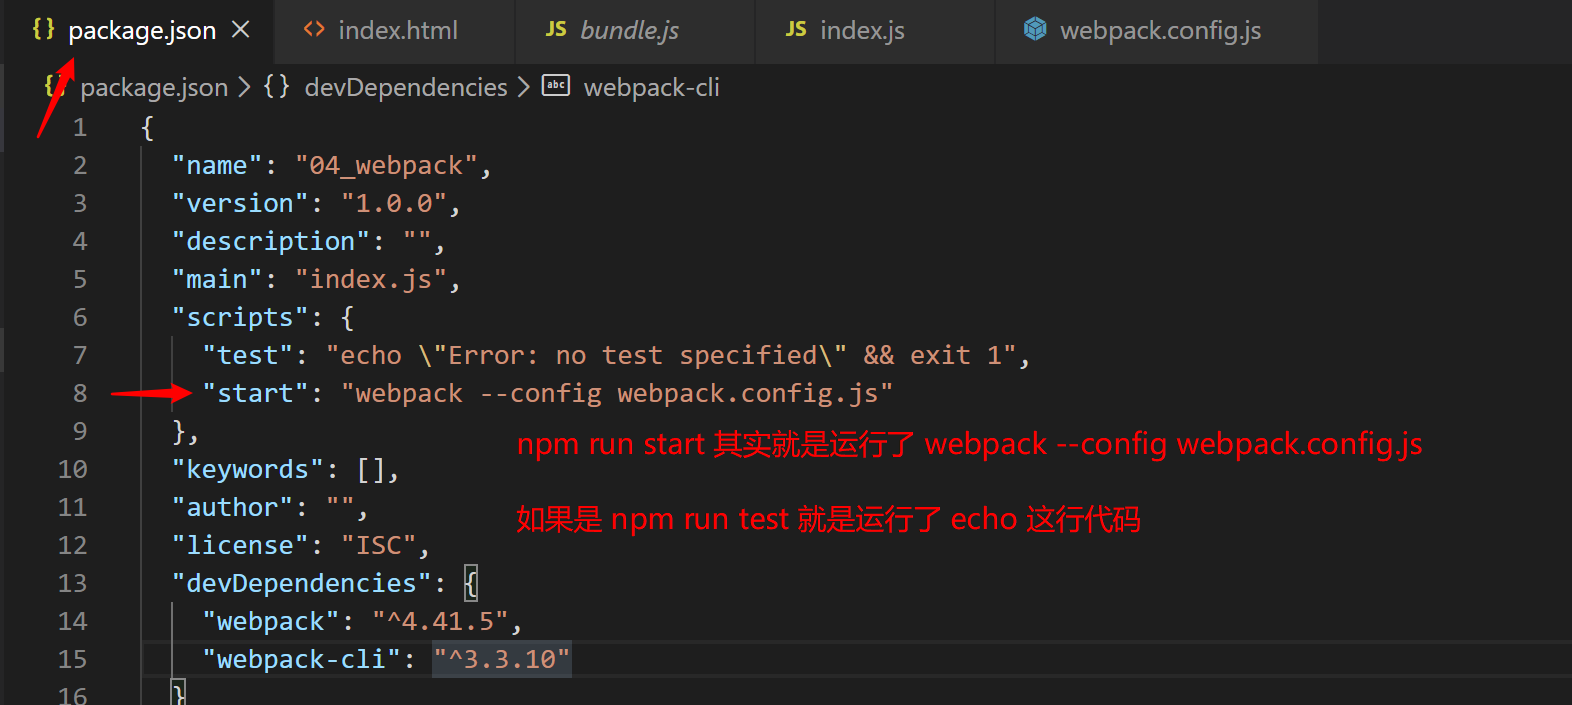 {} package.json × <> index.html JS bundle.js JS index.js webpack.config.js
{} package.json > {} devDependencies > abc webpack-cli
1 {
2 "name": "04_webpack",
3 "version": "1.0.0",
4 "description": "",
5 "main": "index.js",
6 "scripts": {
7 "test": "echo \"Error: no test specified\" && exit 1",
8 "start": "webpack --config webpack.config.js"
9 },
npm run start 其实就是运行了 webpack --config webpack.config.js
10 "keywords": [],
11 "author": "",
如果是 npm run test 就是运行了 echo 这行代码
12 "license": "ISC",
13 "devDependencies": {
14 "webpack": "^4.41.5",
15 "webpack-cli": "^3.3.10"
16 }